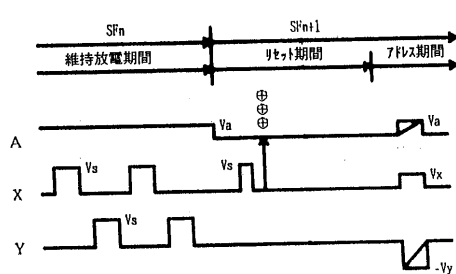 SFn SFn+1
維持放電期間 リセット期間 アドレス期間
A Va Va
X Vs Vs Vx
Y Vs -Vy